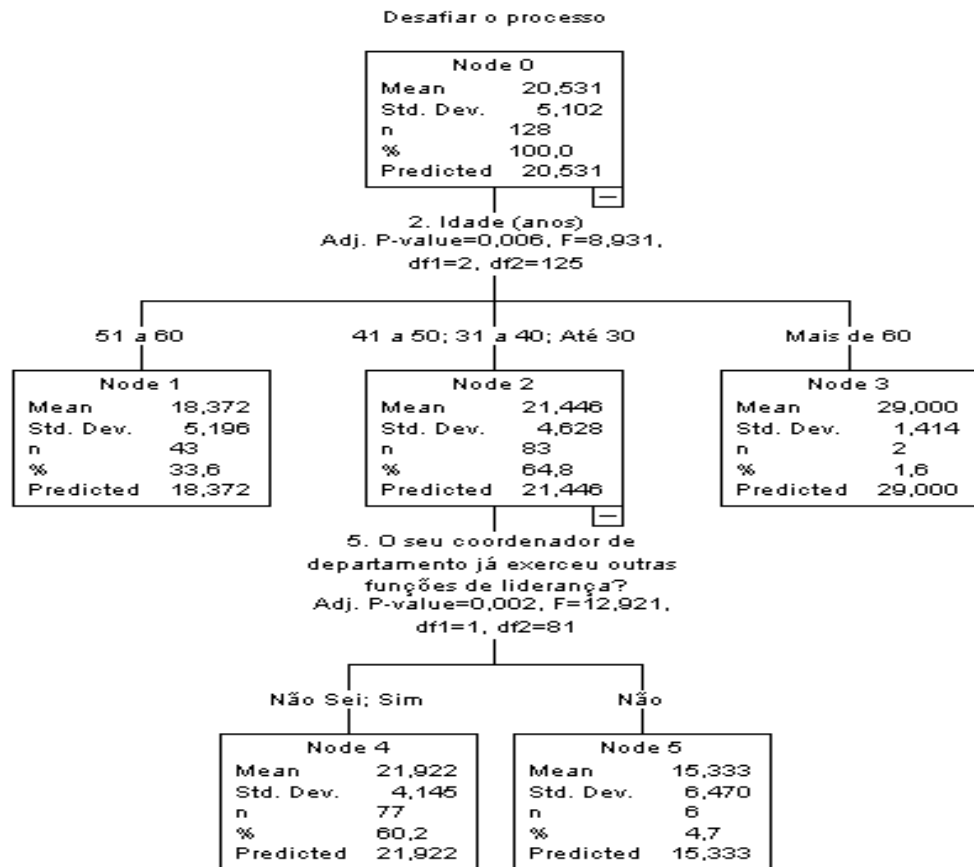 Desafiar o processo
Node 0
Mean 20,531
Std. Dev. 5,102
n 128
% 100,0
Predicted 20,531
2. Idade (anos)
Adj. P-value=0,006, F=8,931,
df1=2, df2=125
51 a 60
41 a 50; 31 a 40; Até 30
Mais de 60
Node 1
Mean 18,372
Std. Dev. 5,196
n 43
% 33,6
Predicted 18,372
Node 2
Mean 21,446
Std. Dev. 4,628
n 83
% 64,8
Predicted 21,446
Node 3
Mean 29,000
Std. Dev. 1,414
n 2
% 1,6
Predicted 29,000
5. O seu coordenador de
departamento já exerceu outras
funções de liderança?
Adj. P-value=0,002, F=12,921,
df1=1, df2=81
Não Sei; Sim
Não
Node 4
Mean 21,922
Std. Dev. 4,145
n 77
% 60,2
Predicted 21,922
Node 5
Mean 15,333
Std. Dev. 6,470
n 6
% 4,7
Predicted 15,333